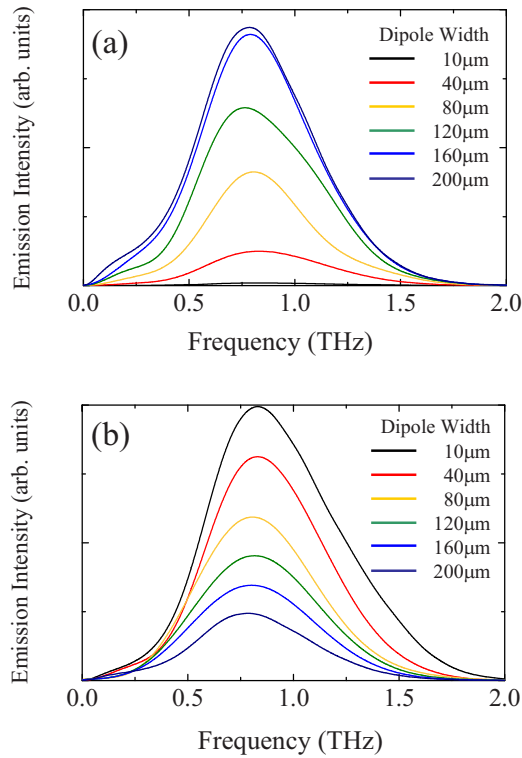 (a)
Dipole Width
10μm
40μm
80μm
120μm
160μm
200μm
Emission Intensity (arb. units)
0.0 0.5 1.0 1.5 2.0
Frequency (THz)
(b)
Dipole Width
10μm
40μm
80μm
120μm
160μm
200μm
Emission Intensity (arb. units)
0.0 0.5 1.0 1.5 2.0
Frequency (THz)